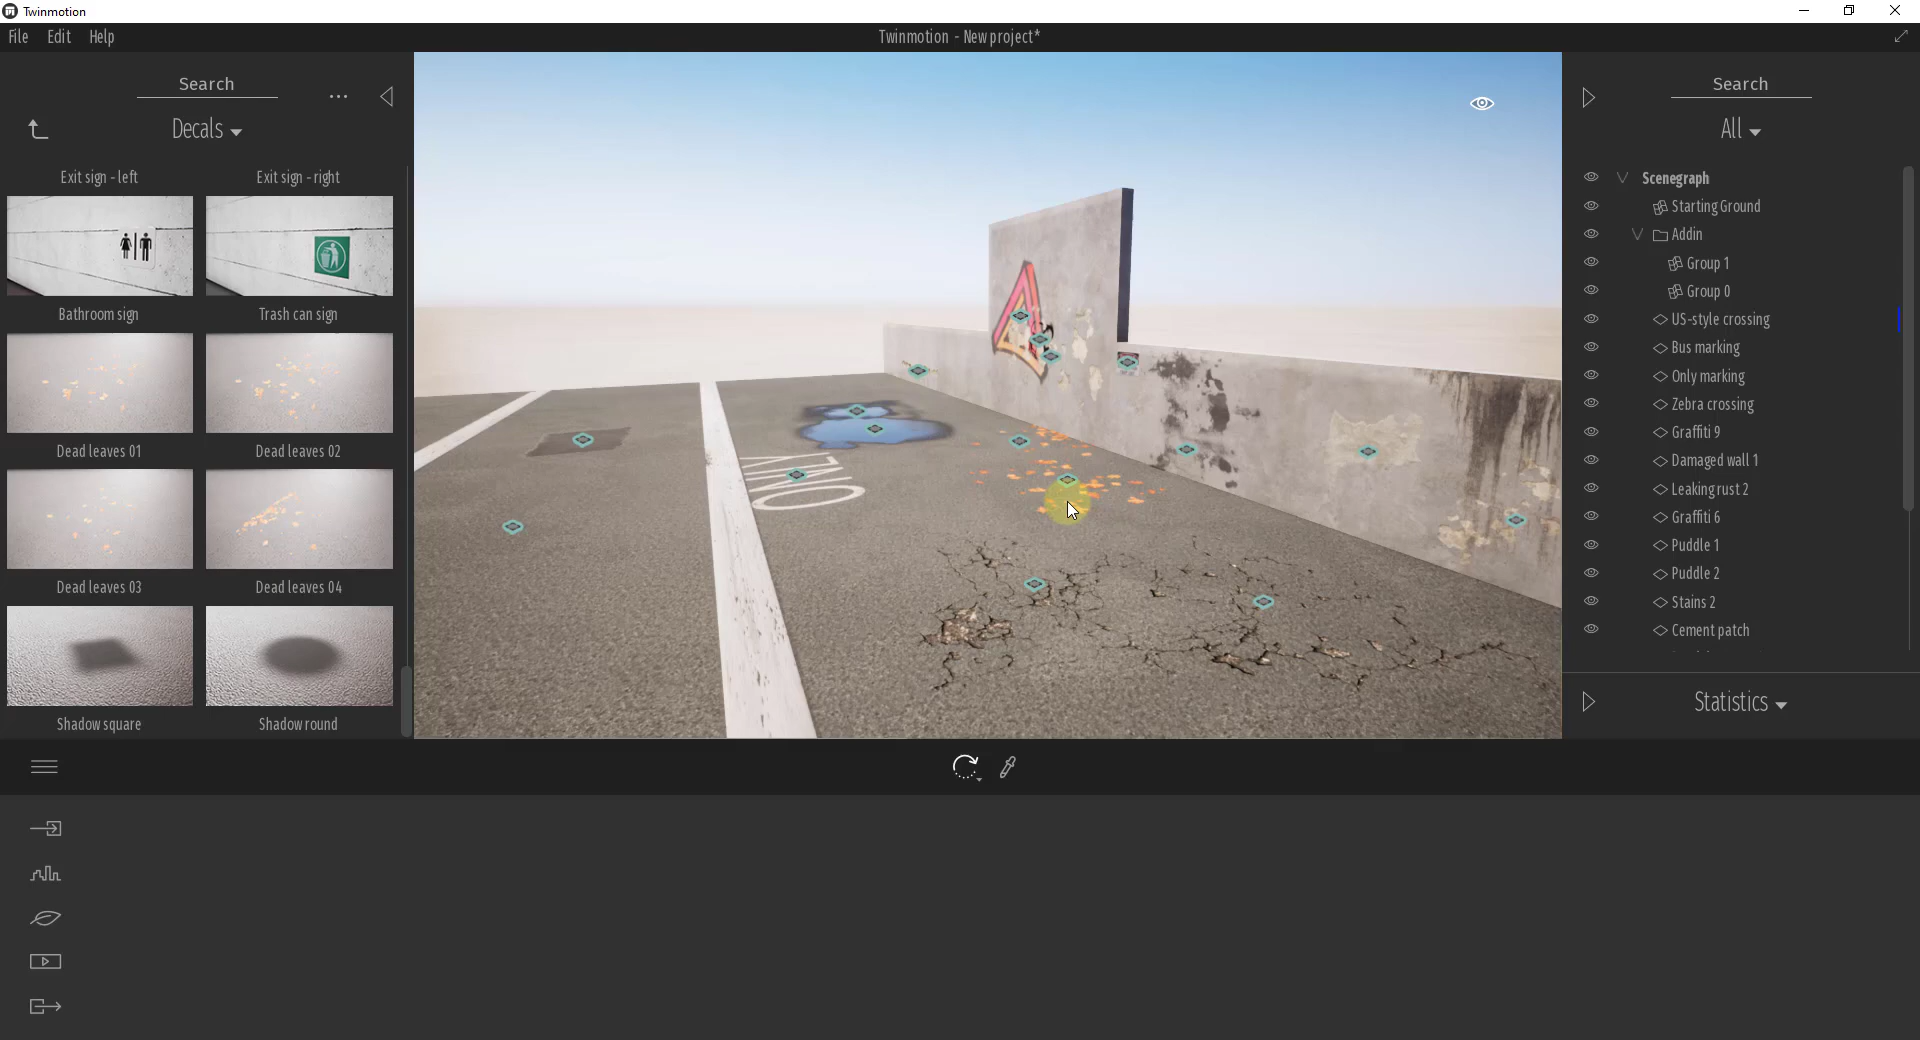 Twinmotion
File Edit Help
Twinmotion - New project*
Search
Decals
Exit sign - left
Exit sign - right
Bathroom sign
Trash can sign
Dead leaves 01
Dead leaves 02
Dead leaves 03
Dead leaves 04
Shadow square
Shadow round
ONLY
Search
All
Scenegraph
Starting Ground
Addin
Group 1
Group 0
US-style crossing
Bus marking
Only marking
Zebra crossing
Graffiti 9
Damaged wall 1
Leaking rust 2
Graffiti 6
Puddle 1
Puddle 2
Stains 2
Cement patch
Statistics